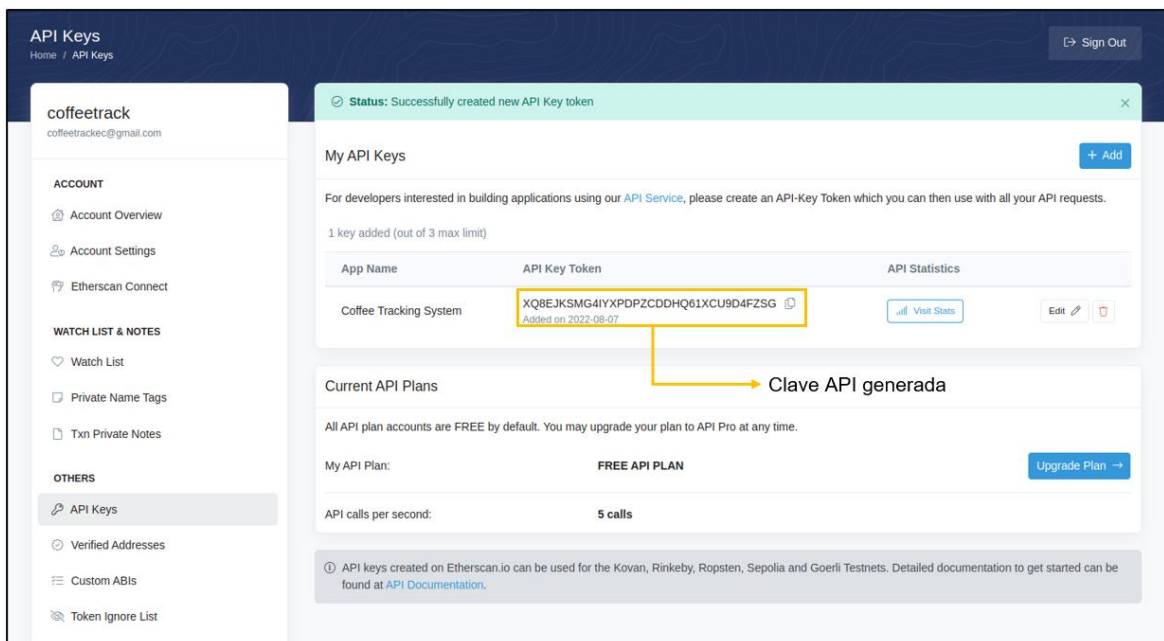 API Keys
Home / API Keys
Sign Out
coffeetrack
coffeetrackec@gmail.com
ACCOUNT
Account Overview
Account Settings
Etherscan Connect
WATCH LIST & NOTES
Watch List
Private Name Tags
Txn Private Notes
OTHERS
API Keys
Verified Addresses
Custom ABIs
Token Ignore List
Status: Successfully created new API Key token
My API Keys
+ Add
For developers interested in building applications using our API Service, please create an API-Key Token which you can then use with all your API requests.
1 key added (out of 3 max limit)
App Name API Key Token API Statistics
Coffee Tracking System XQ8EJKSMG4IYXPDPZCDDHQ61XCU9D4FZSG Visit Stats Edit
Added on 2022-08-07
Clave API generada
Current API Plans
All API plan accounts are FREE by default. You may upgrade your plan to API Pro at any time.
My API Plan: FREE API PLAN Upgrade Plan →
API calls per second: 5 calls
API keys created on Etherscan.io can be used for the Kovan, Rinkeby, Ropsten, Sepolia and Goerli Testnets. Detailed documentation to get started can be
found at API Documentation.